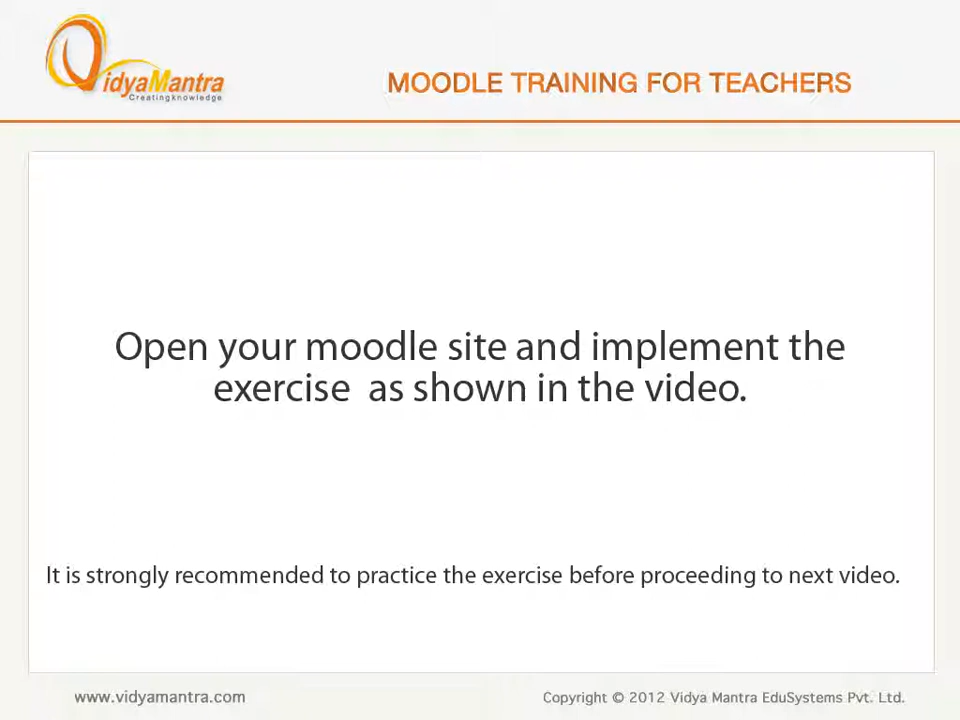 VidyaMantra
Creatingknowledge
MOODLE TRAINING FOR TEACHERS
Open your moodle site and implement the
exercise as shown in the video.
It is strongly recommended to practice the exercise before proceeding to next video.
www.vidyamantra.com
Copyright © 2012 Vidya Mantra EduSystems Pvt. Ltd.